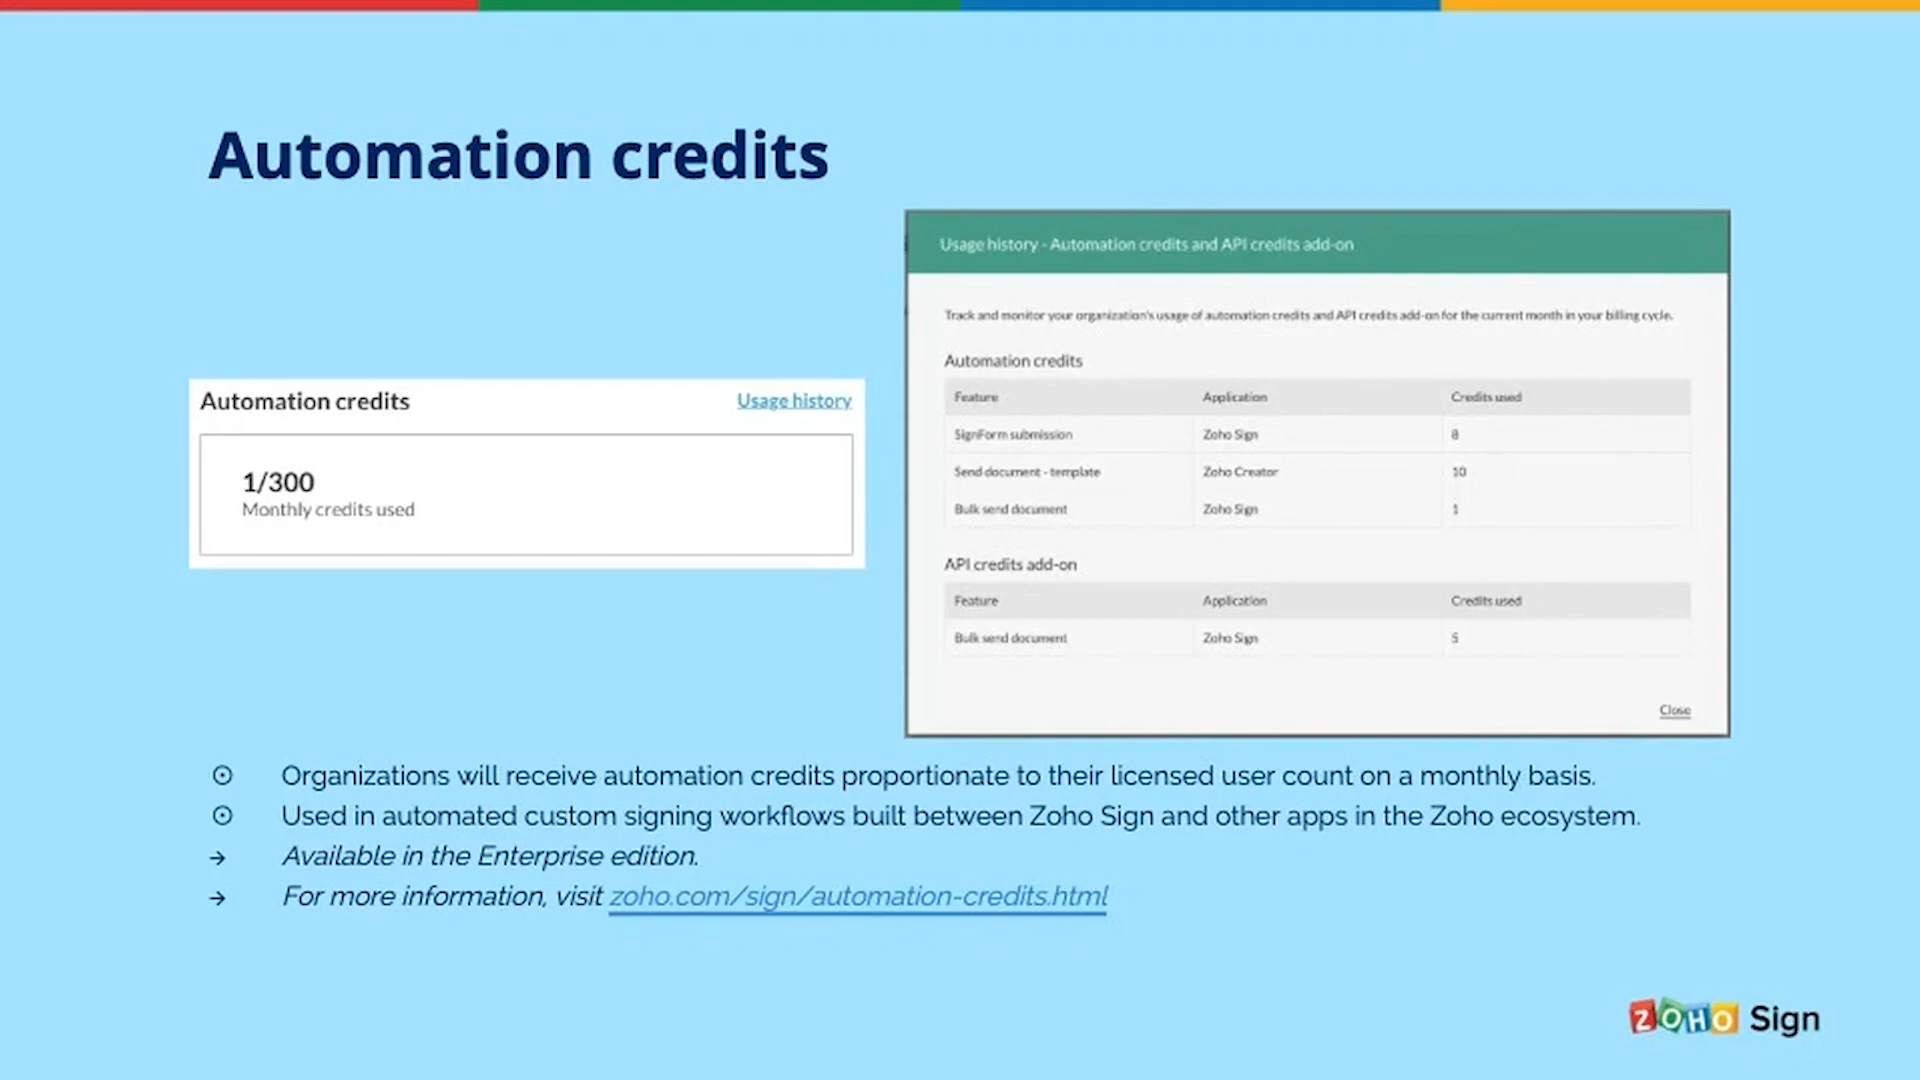 Automation credits
Automation credits
Usage history
1/300
Monthly credits used
Usage history - Automation credits and API credits add-on
Track and monitor your organization's usage of automation credits and API credits add-on for the current month in your billing cycle.
Automation credits
Feature Application Credits used
SignForm submission Zoho Sign 8
Send document - template Zoho Creator 10
Bulk send document Zoho Sign 1
API credits add-on
Feature Application Credits used
Bulk send document Zoho Sign 5
Close
Organizations will receive automation credits proportionate to their licensed user count on a monthly basis.
Used in automated custom signing workflows built between Zoho Sign and other apps in the Zoho ecosystem.
Available in the Enterprise edition.
For more information, visit zoho.com/sign/automation-credits.html
ZOHO Sign